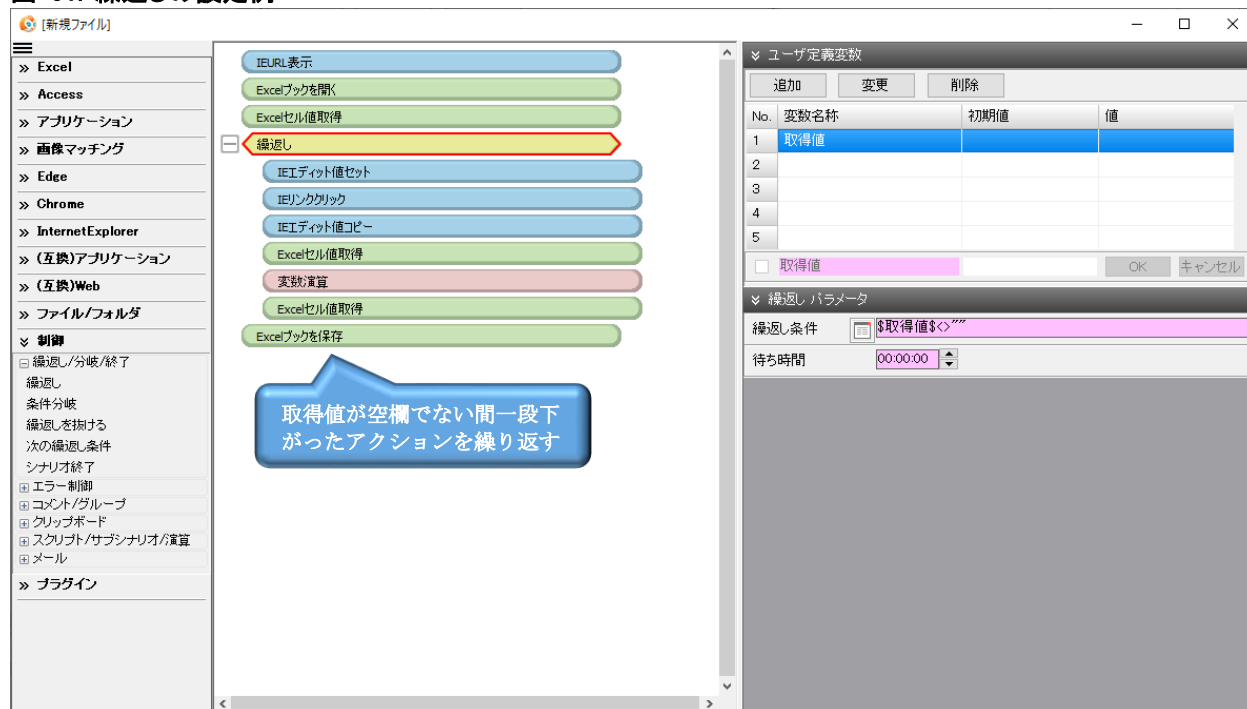 [新規ファイル]
» Excel
» Access
» アプリケーション
» 画像マッチング
» Edge
» Chrome
» InternetExplorer
» (互換)アプリケーション
» (互換)Web
» ファイル/フォルダ
制御
繰返し/分岐/終了
繰返し
条件分岐
繰返しを抜ける
次の繰返し条件
シナリオ終了
エラー制御
コメント/グループ
クリップボード
スクリプト/サブシナリオ/演算
メール
» プラグイン
IEURL表示
Excelブックを開く
Excelセル値取得
繰返し
IEエディット値セット
IEリンククリック
IEエディット値コピー
Excelセル値取得
変数演算
Excelセル値取得
Excelブックを保存
取得値が空欄でない間一段下
がったアクションを繰り返す
ユーザ定義変数
追加 変更 削除
No. 変数名称 初期値 値
1 取得値
2
3
4
5
取得値 OK キャンセル
繰返し パラメータ
繰返し条件 $取得値$<>""
待ち時間 00:00:00